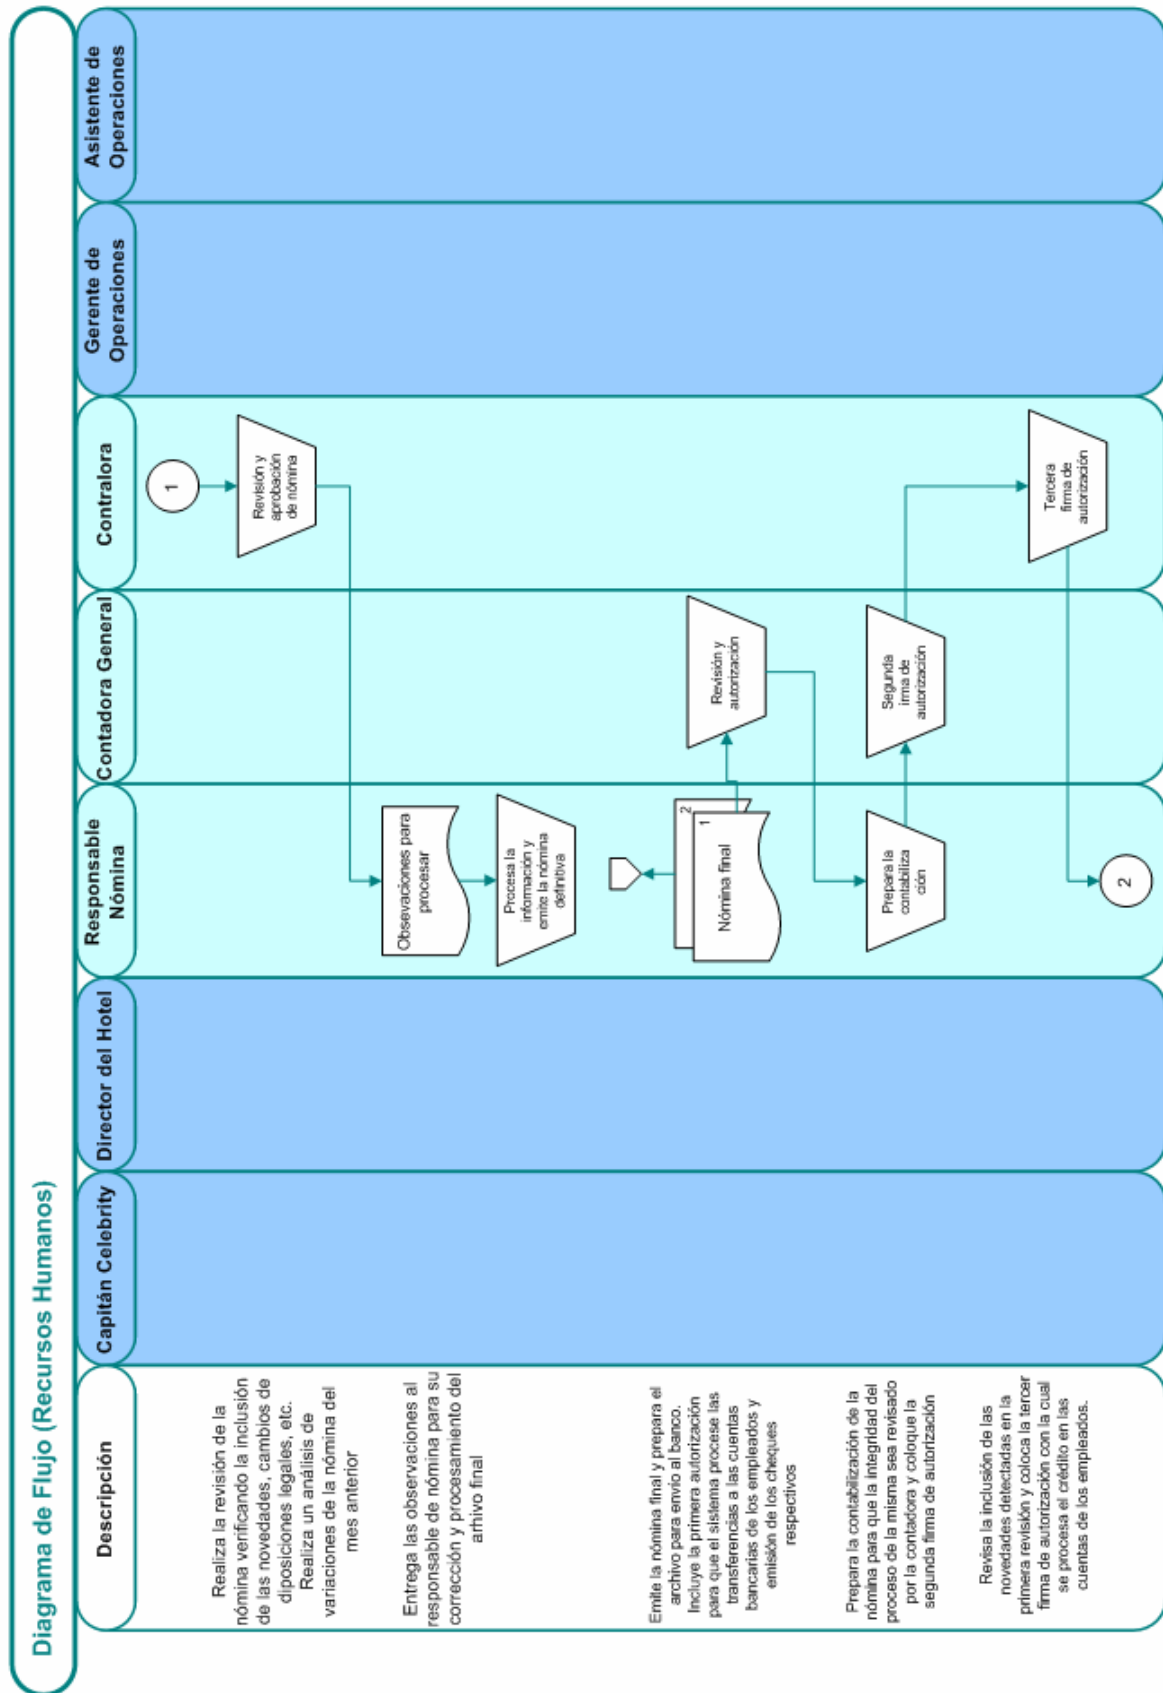 Diagrama de Flujo (Recursos Humanos)
Descripción
Capitán Celebrity
Director del Hotel
Responsable
Nómina
Contadora General
Contralora
Gerente de
Operaciones
Asistente de
Operaciones
Realiza la revisión de la
nómina verificando la inclusión
de las novedades, cambios de
diposiciones legales, etc.
Realiza un análisis de
variaciones de la nómina del
mes anterior
1
Revisión y
aprobación
de nómina
Entrega las observaciones al
responsable de nómina para su
corrección y procesamiento del
arhivo final
Obsevaciones para
procesar
Procesa la
información y
emite la nómina
definitiva
Emite la nómina final y prepara el
archivo para envío al banco.
Incluye la primera autorización
para que el sistema procese las
transferencias a las cuentas
bancarias de los empleados y
emisión de los cheques
respectivos
2
1
Nómina final
Revisión y
autorización
Prepara la contabilización de la
nómina para que la integridad del
proceso de la misma sea revisado
por la contadora y coloque la
segunda firma de autorización
Prepara la
contabiliza
ción
Segunda
irma de
autorización
Revisa la inclusión de las
novedades detectadas en la
primera revisión y coloca la tercer
firma de autorización con la cual
se procesa el crédito en las
cuentas de los empleados.
Tercera
firma de
autorización
2